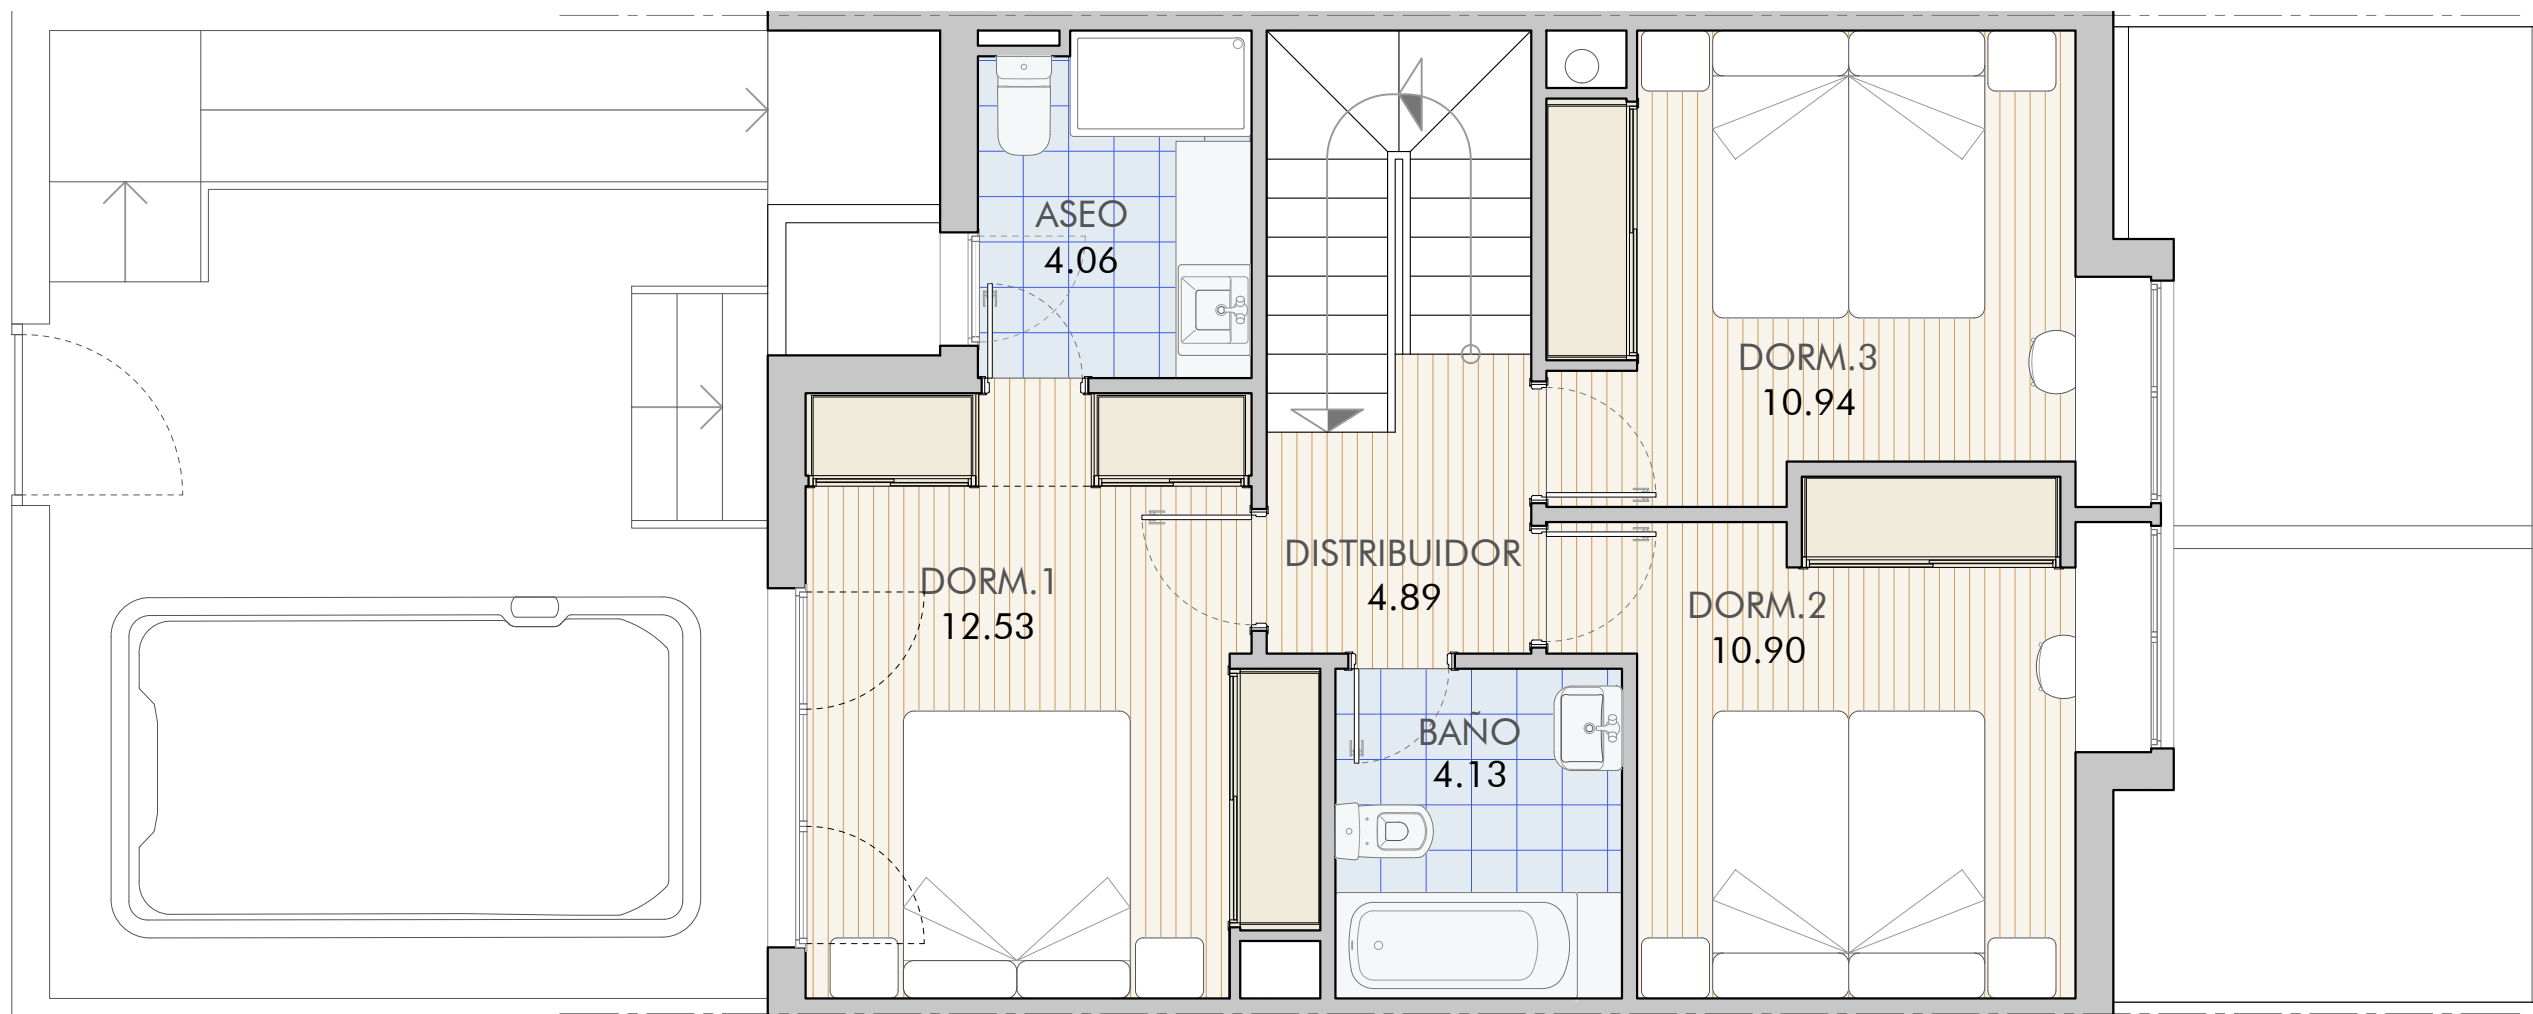 ASEO
4.06
DORM.3
10.94
DISTRIBUIDOR
4.89
DORM.1
12.53
DORM.2
10.90
BAÑO
4.13